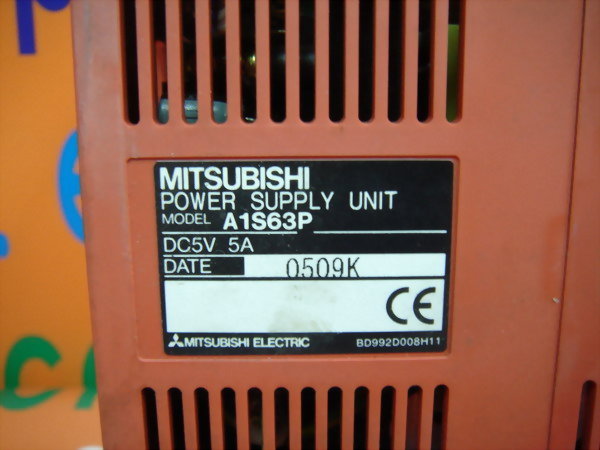 MITSUBISHI
POWER SUPPLY UNIT
MODEL A1S63P
DC5V 5A
DATE 0509K
CE
MITSUBISHI ELECTRIC BD992D008H11